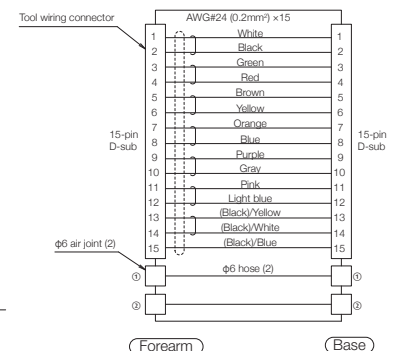 Tool wiring connector
AWG#24 (0.2mm²) ×15
1 White 1
2 Black 2
3 Green 3
4 Red 4
5 Brown 5
6 Yellow 6
7 Orange 7
8 Blue 8
9 Purple 9
10 Gray 10
11 Pink 11
12 Light blue 12
13 (Black)/Yellow 13
14 (Black)/White 14
15 (Black)/Blue 15
15-pin
D-sub
15-pin
D-sub
φ6 air joint (2)
φ6 hose (2)
① ①
② ②
Forearm Base